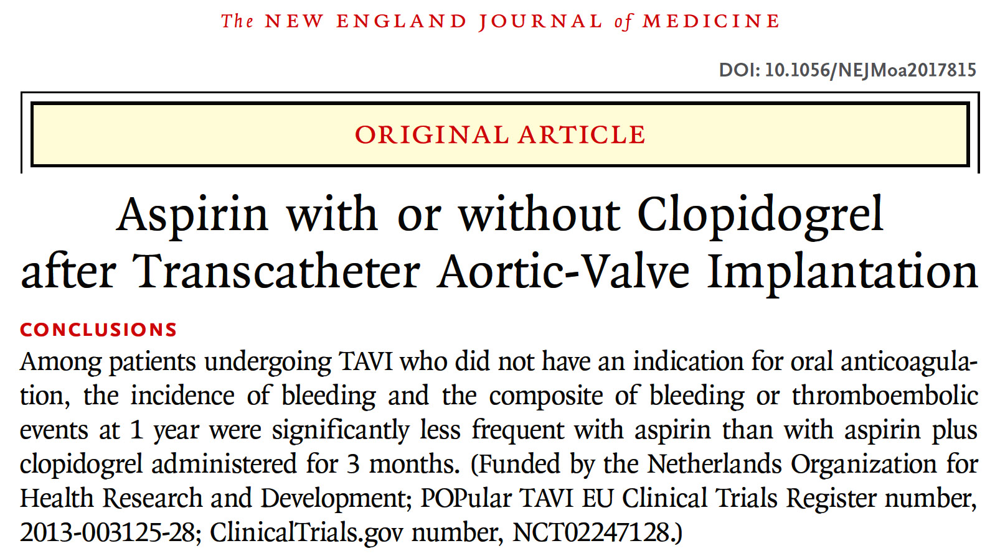 The NEW ENGLAND JOURNAL of MEDICINE
DOI: 10.1056/NEJMoa2017815
ORIGINAL ARTICLE
Aspirin with or without Clopidogrel
after Transcatheter Aortic-Valve Implantation
CONCLUSIONS
Among patients undergoing TAVI who did not have an indication for oral anticoagula-
tion, the incidence of bleeding and the composite of bleeding or thromboembolic
events at 1 year were significantly less frequent with aspirin than with aspirin plus
clopidogrel administered for 3 months. (Funded by the Netherlands Organization for
Health Research and Development; POPular TAVI EU Clinical Trials Register number,
2013-003125-28; ClinicalTrials.gov number, NCT02247128.)